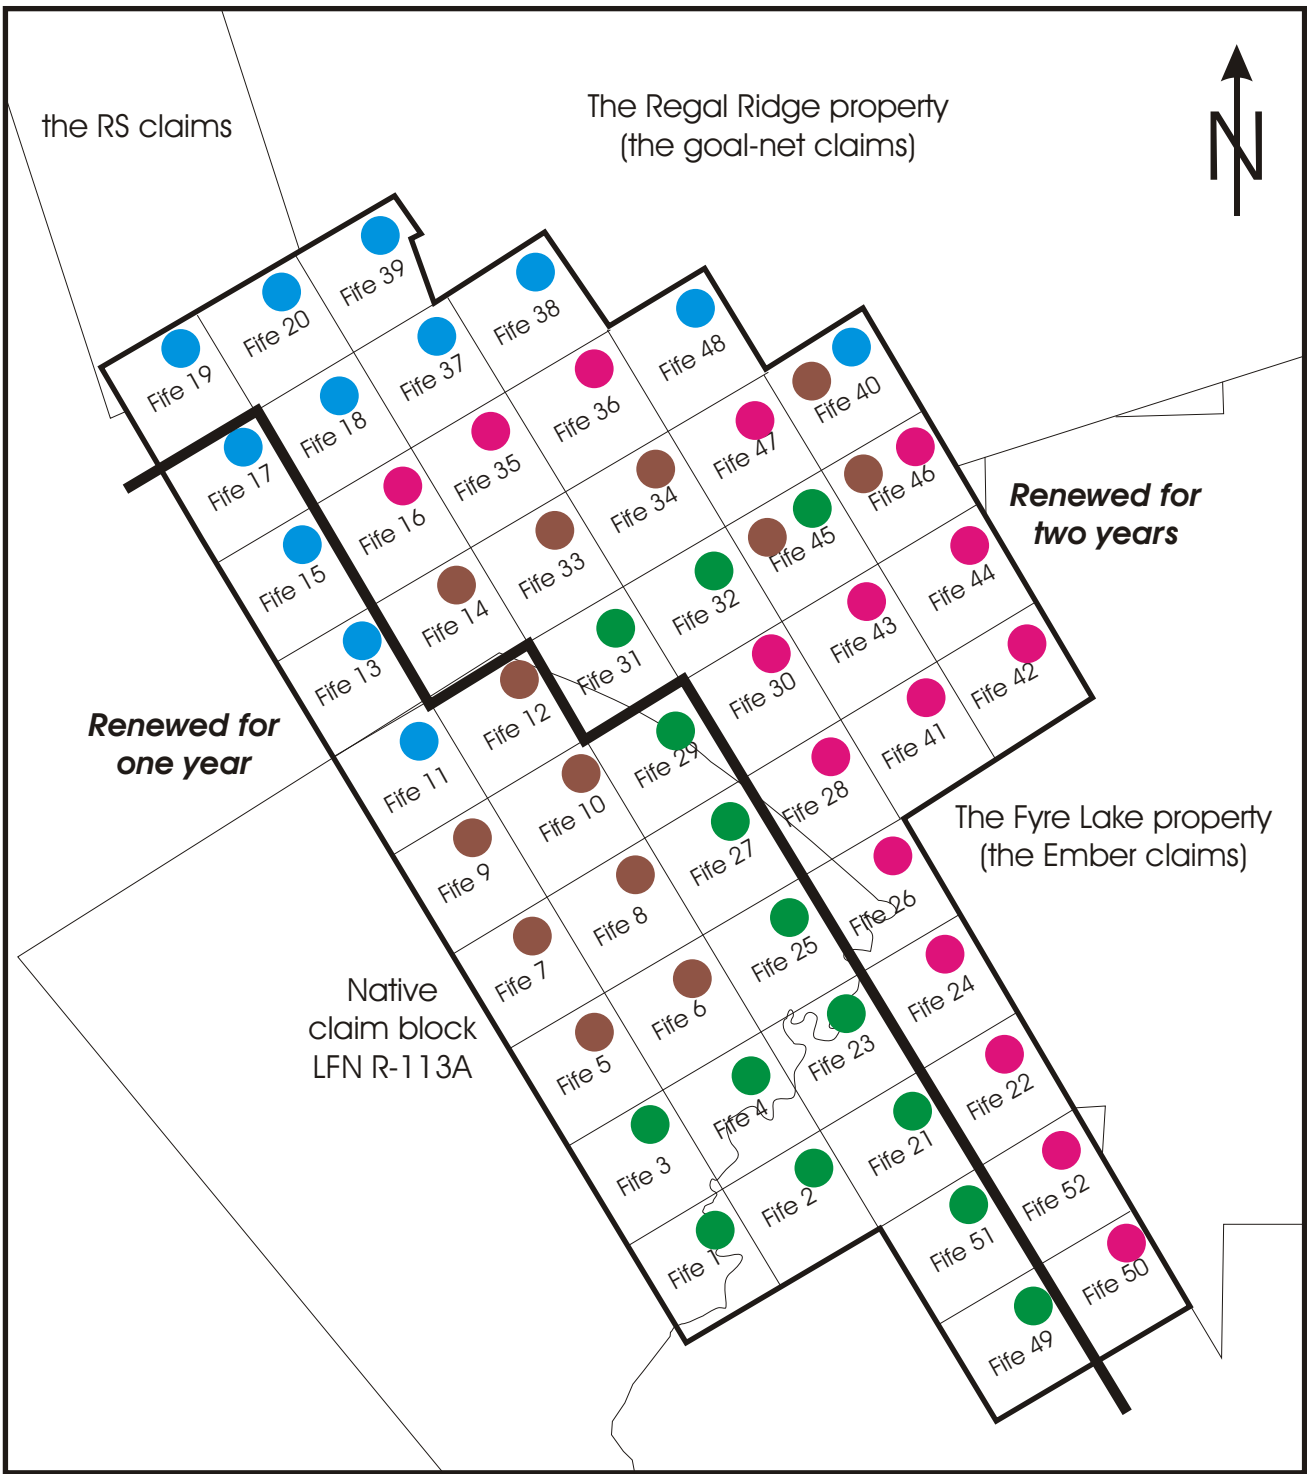 the RS claims
The Regal Ridge property
(the goal-net claims)
N
Fife 39
Fife 20
Fife 19
Fife 38
Fife 37
Fife 18
Fife 17
Fife 48
Fife 36
Fife 35
Fife 16
Fife 15
Fife 40
Fife 47
Fife 34
Fife 33
Fife 14
Fife 13
Fife 46
Fife 45
Fife 32
Fife 31
Fife 12
Fife 11
Renewed for
two years
Fife 44
Fife 43
Fife 30
Fife 29
Fife 10
Fife 9
Renewed for
one year
Fife 42
Fife 41
Fife 28
Fife 27
Fife 8
Fife 7
The Fyre Lake property
(the Ember claims)
Fife 26
Fife 25
Fife 6
Fife 5
Native
claim block
LFN R-113A
Fife 24
Fife 23
Fife 4
Fife 3
Fife 22
Fife 21
Fife 2
Fife 1
Fife 52
Fife 51
Fife 50
Fife 49